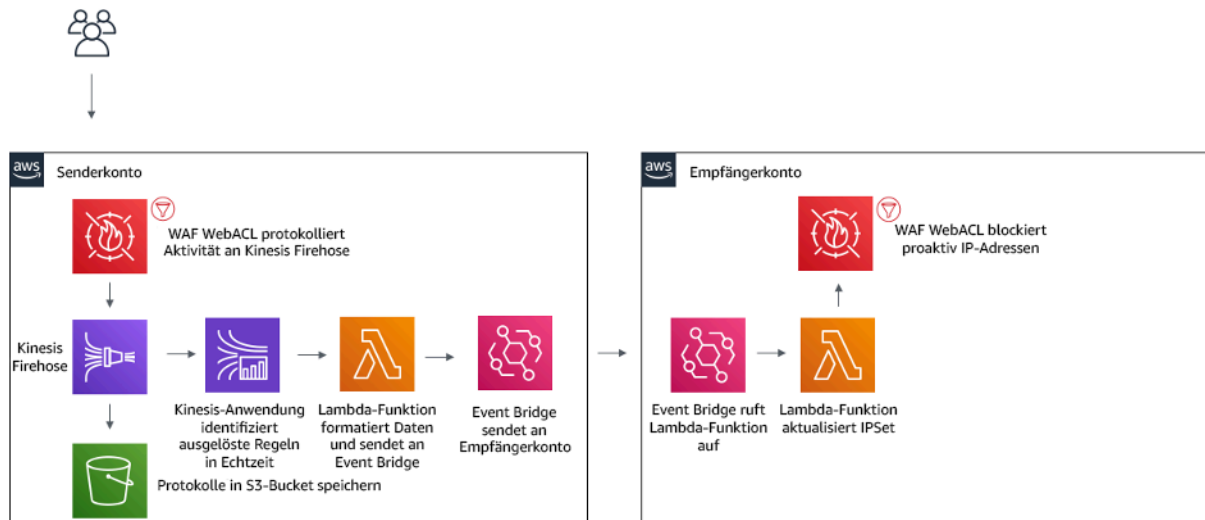 aws
Senderkonto
WAF WebACL protokolliert
Aktivität an Kinesis Firehose
Kinesis
Firehose
Kinesis-Anwendung
identifiziert
ausgelöste Regeln
in Echtzeit
Lambda-Funktion
formatiert Daten
und sendet an
Event Bridge
Event Bridge
sendet an
Empfängerkonto
Protokolle in S3-Bucket speichern
aws
Empfängerkonto
WAF WebACL blockiert
proaktiv IP-Adressen
Event Bridge ruft
Lambda-Funktion
auf
Lambda-Funktion
aktualisiert IPSet